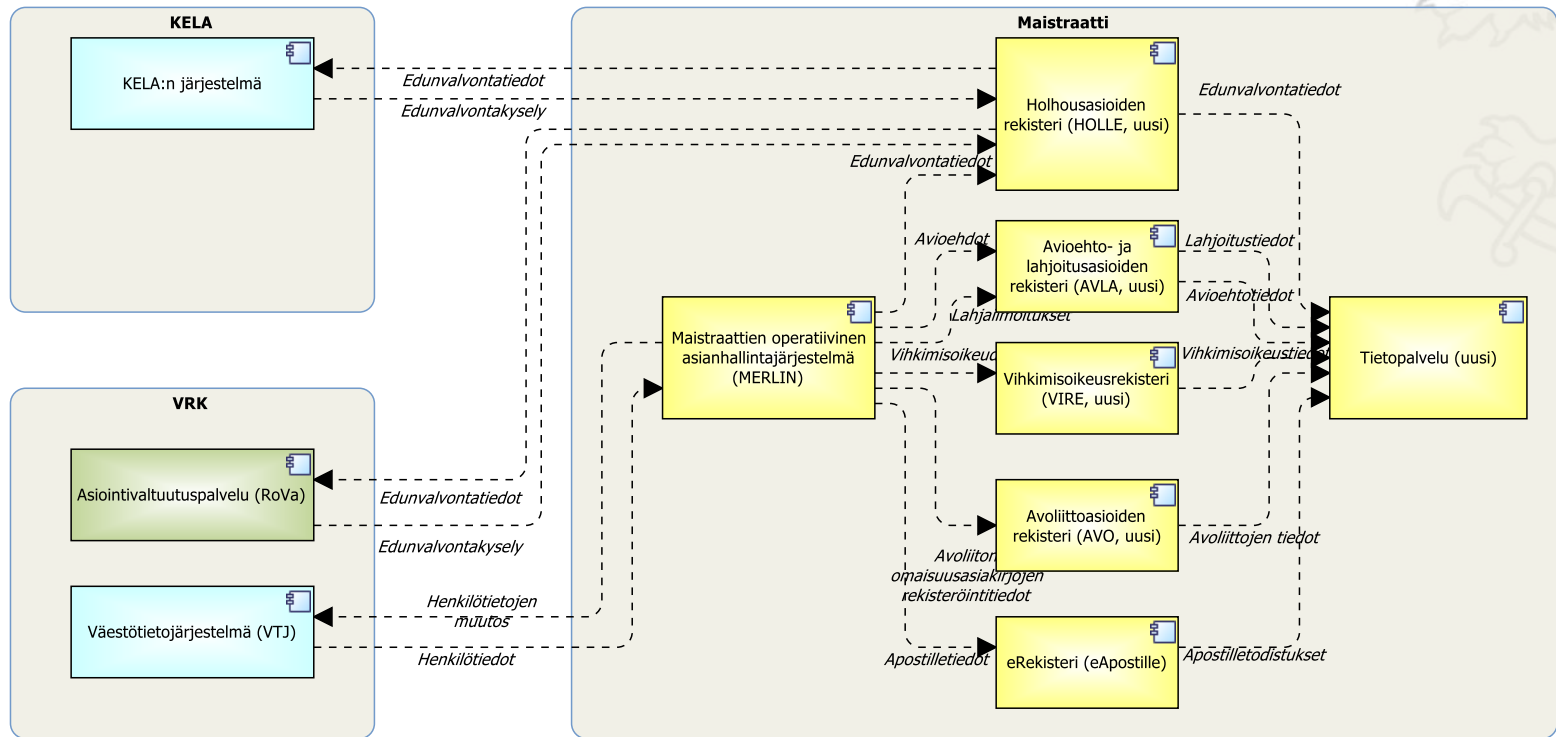 KELA
KELA:n järjestelmä
Maistraatti
Edunvalvontatiedot
Edunvalvontakysely
Holhousasioiden
rekisteri (HOLLE, uusi)
Edunvalvontatiedot
Edunvalvontatiedot
Avioehdot
Lahjailmoitukset
Avioehto- ja
lahjoitusasioiden
rekisteri (AVLA, uusi)
Lahjoitustiedot
Avioehtotiedot
Maistraattien operatiivinen
asianhallintajärjestelmä
(MERLIN)
Vihkimisoikeusrekisteri
(VIRE, uusi)
Vihkimisoikeustiedot
Tietopalvelu (uusi)
VRK
Asiointivaltuutuspalvelu (RoVa)
Edunvalvontatiedot
Edunvalvontakysely
Avoliittoasioiden
rekisteri (AVO, uusi)
Avoliittojen tiedot
Avoliiton
omaisuusasiakirjojen
rekisteröintitiedot
Väestötietojärjestelmä (VTJ)
Henkilötietojen
muutos
Henkilötiedot
Apostilletiedot
eRekisteri (eApostille)
Apostilletodistukset